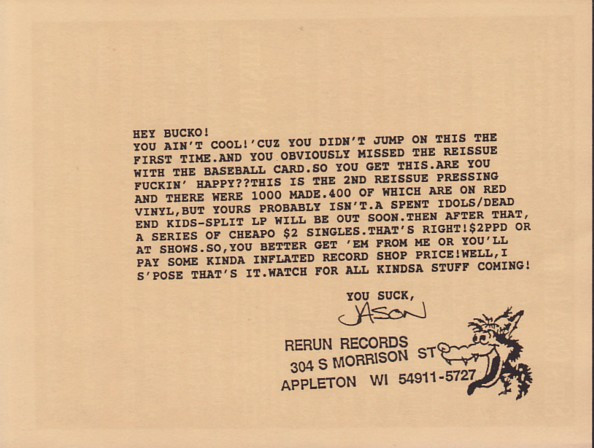 HEY BUCKO!
YOU AIN'T COOL!'CUZ YOU DIDN'T JUMP ON THIS THE
FIRST TIME.AND YOU OBVIOUSLY MISSED THE REISSUE
WITH THE BASEBALL CARD.SO YOU GET THIS.ARE YOU
FUCKIN' HAPPY??THIS IS THE 2ND REISSUE PRESSING
AND THERE WERE 1000 MADE.400 OF WHICH ARE ON RED
VINYL,BUT YOURS PROBABLY ISN'T.A SPENT IDOLS/DEAD
END KIDS-SPLIT LP WILL BE OUT SOON.THEN AFTER THAT,
A SERIES OF CHEAPO $2 SINGLES.THAT'S RIGHT!$2PPD OR
AT SHOWS.SO,YOU BETTER GET 'EM FROM ME OR YOU'LL
PAY SOME KINDA INFLATED RECORD SHOP PRICE!WELL,I
S'POSE THAT'S IT.WATCH FOR ALL KINDSA STUFF COMING!
YOU SUCK,
JASON
RERUN RECORDS
304 S MORRISON ST
APPLETON WI 54911-5727